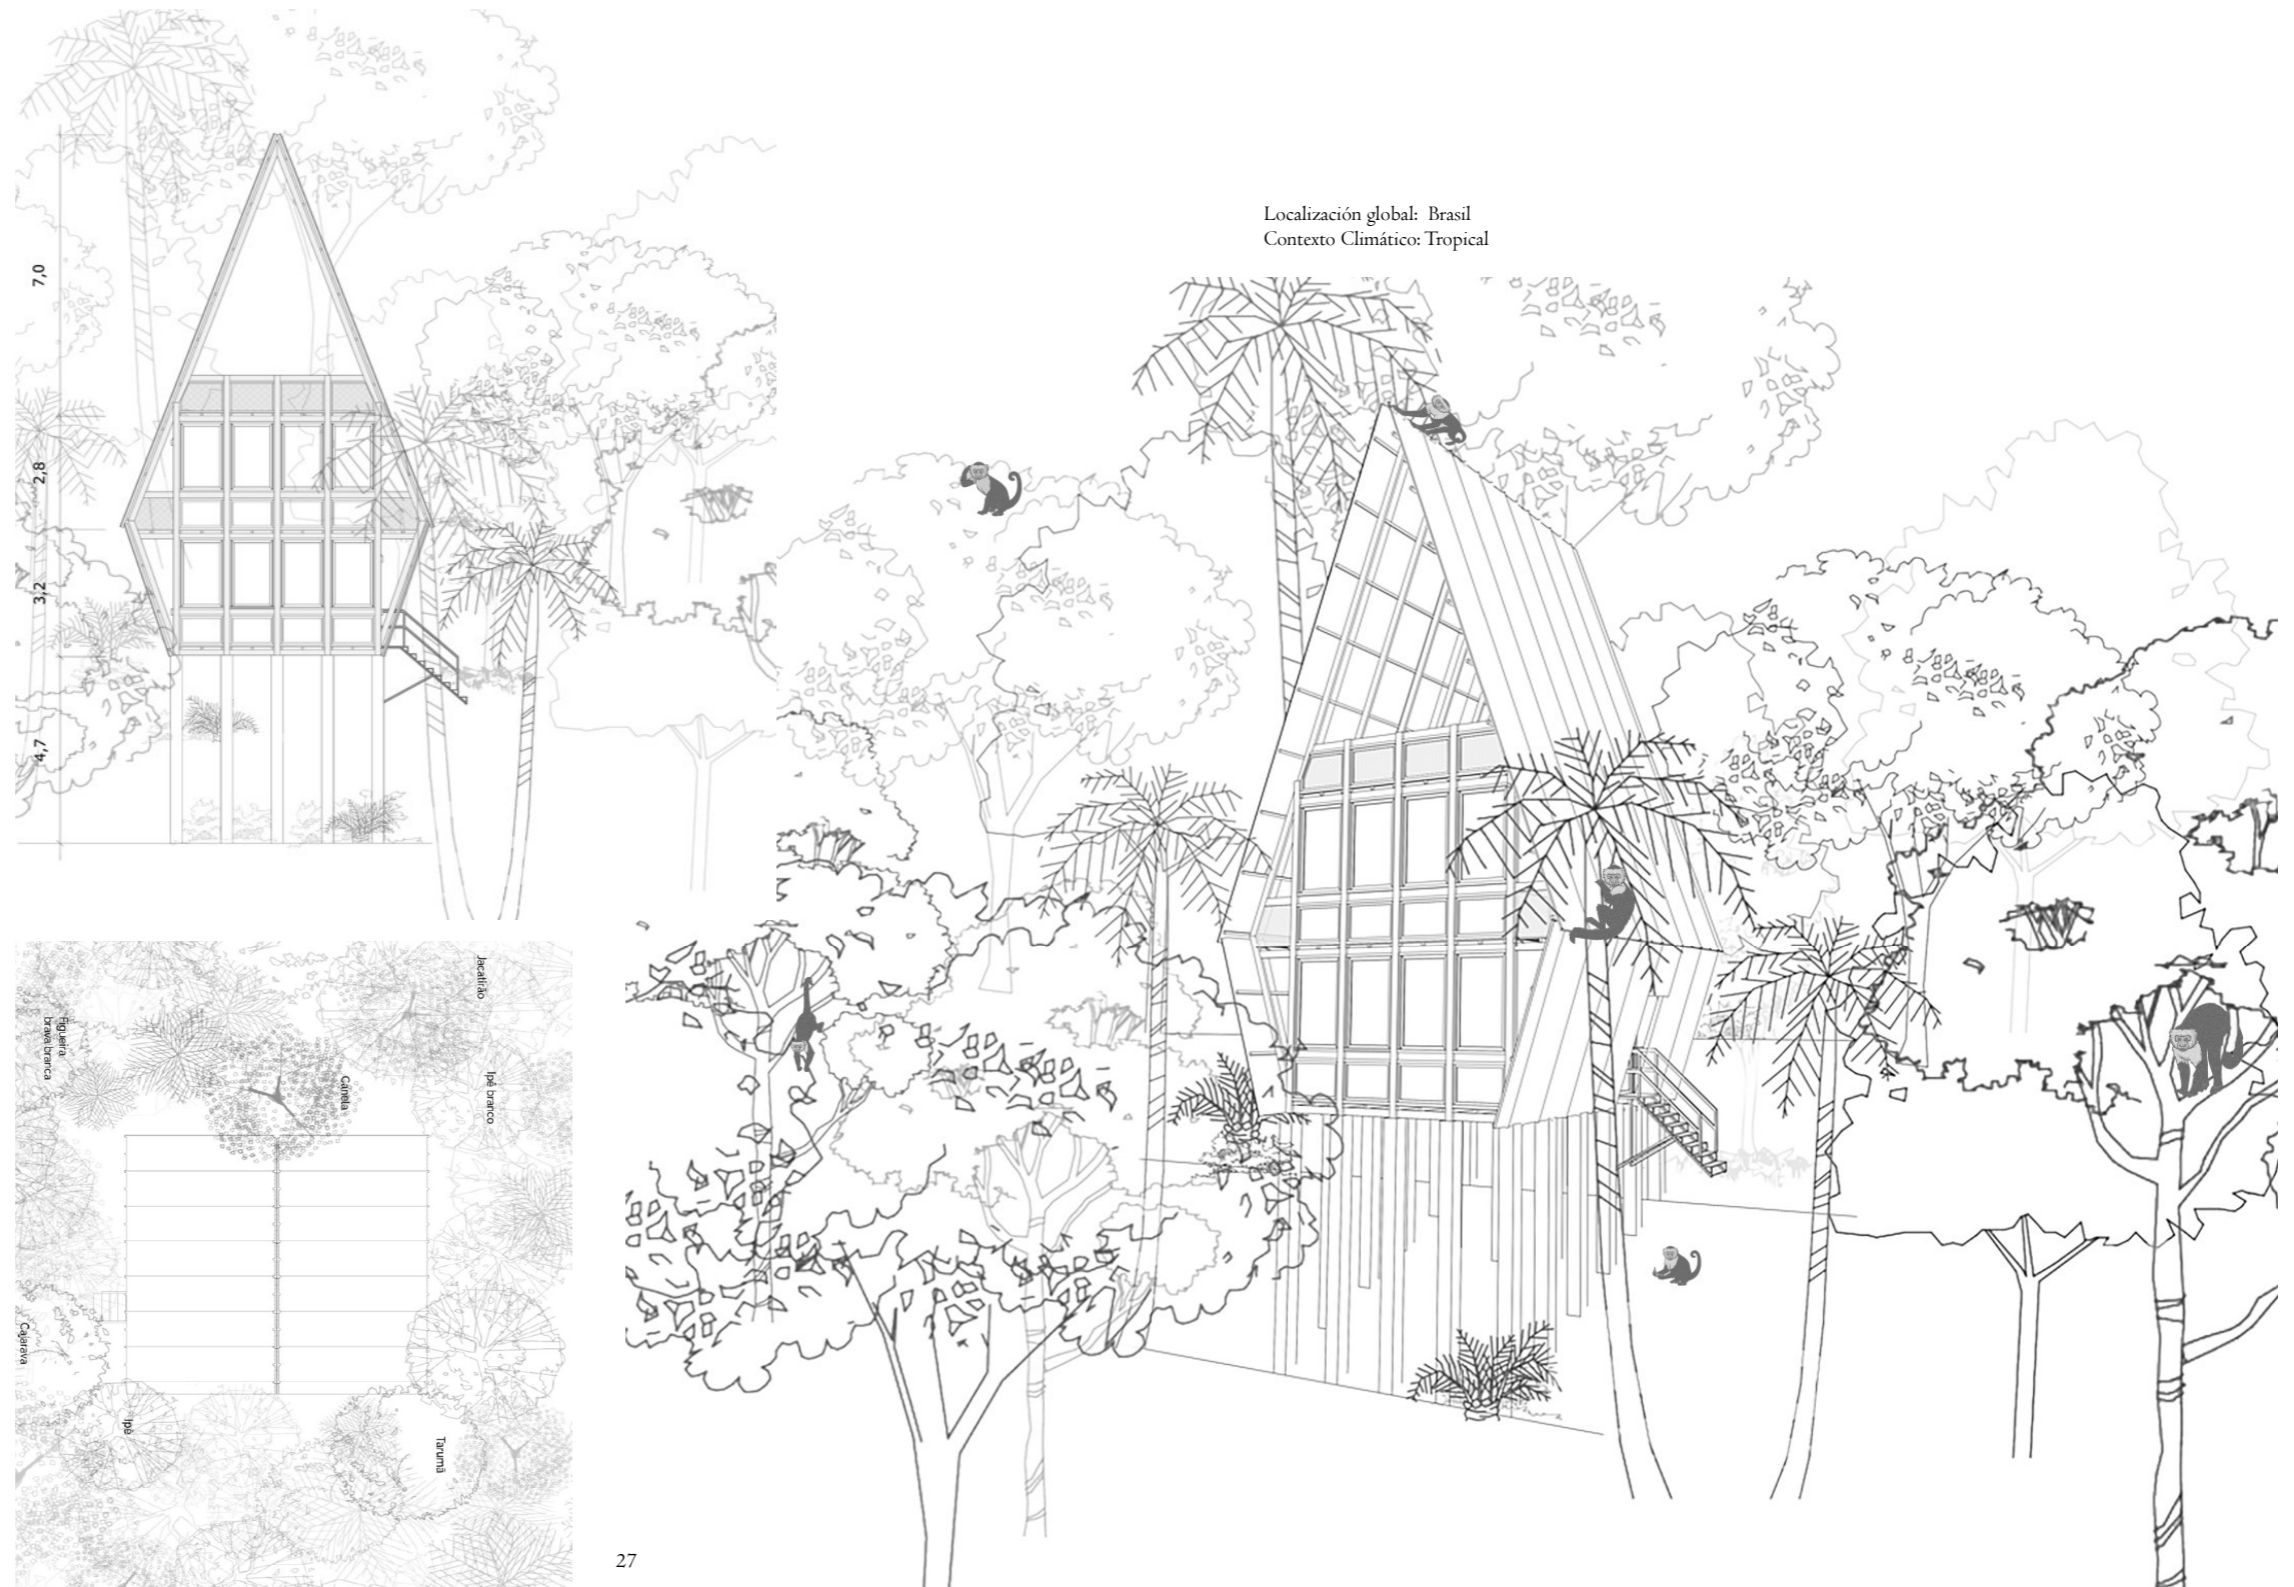 Localización global: Brasil
Contexto Climático: Tropical
7,0
2,8
3,2
4,7
Jacatirão
Figueira
brava branca
Canela
Ipê branco
Cajarava
Ipê
Tarumã
27